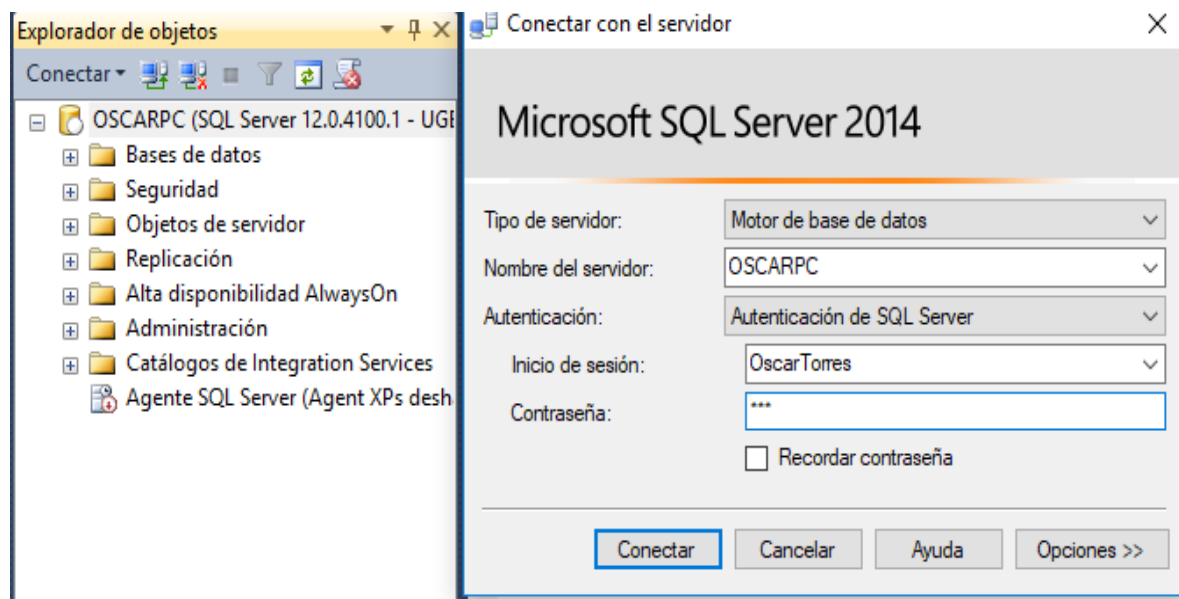 Explorador de objetos
Conectar
OSCARPC (SQL Server 12.0.4100.1 - UGE
Bases de datos
Seguridad
Objetos de servidor
Replicación
Alta disponibilidad AlwaysOn
Administración
Catálogos de Integration Services
Agente SQL Server (Agent XPs desh
Conectar con el servidor
Microsoft SQL Server 2014
Tipo de servidor: Motor de base de datos
Nombre del servidor: OSCARPC
Autenticación: Autenticación de SQL Server
Inicio de sesión: OscarTorres
Contraseña: ***
Recordar contraseña
Conectar Cancelar Ayuda Opciones >>